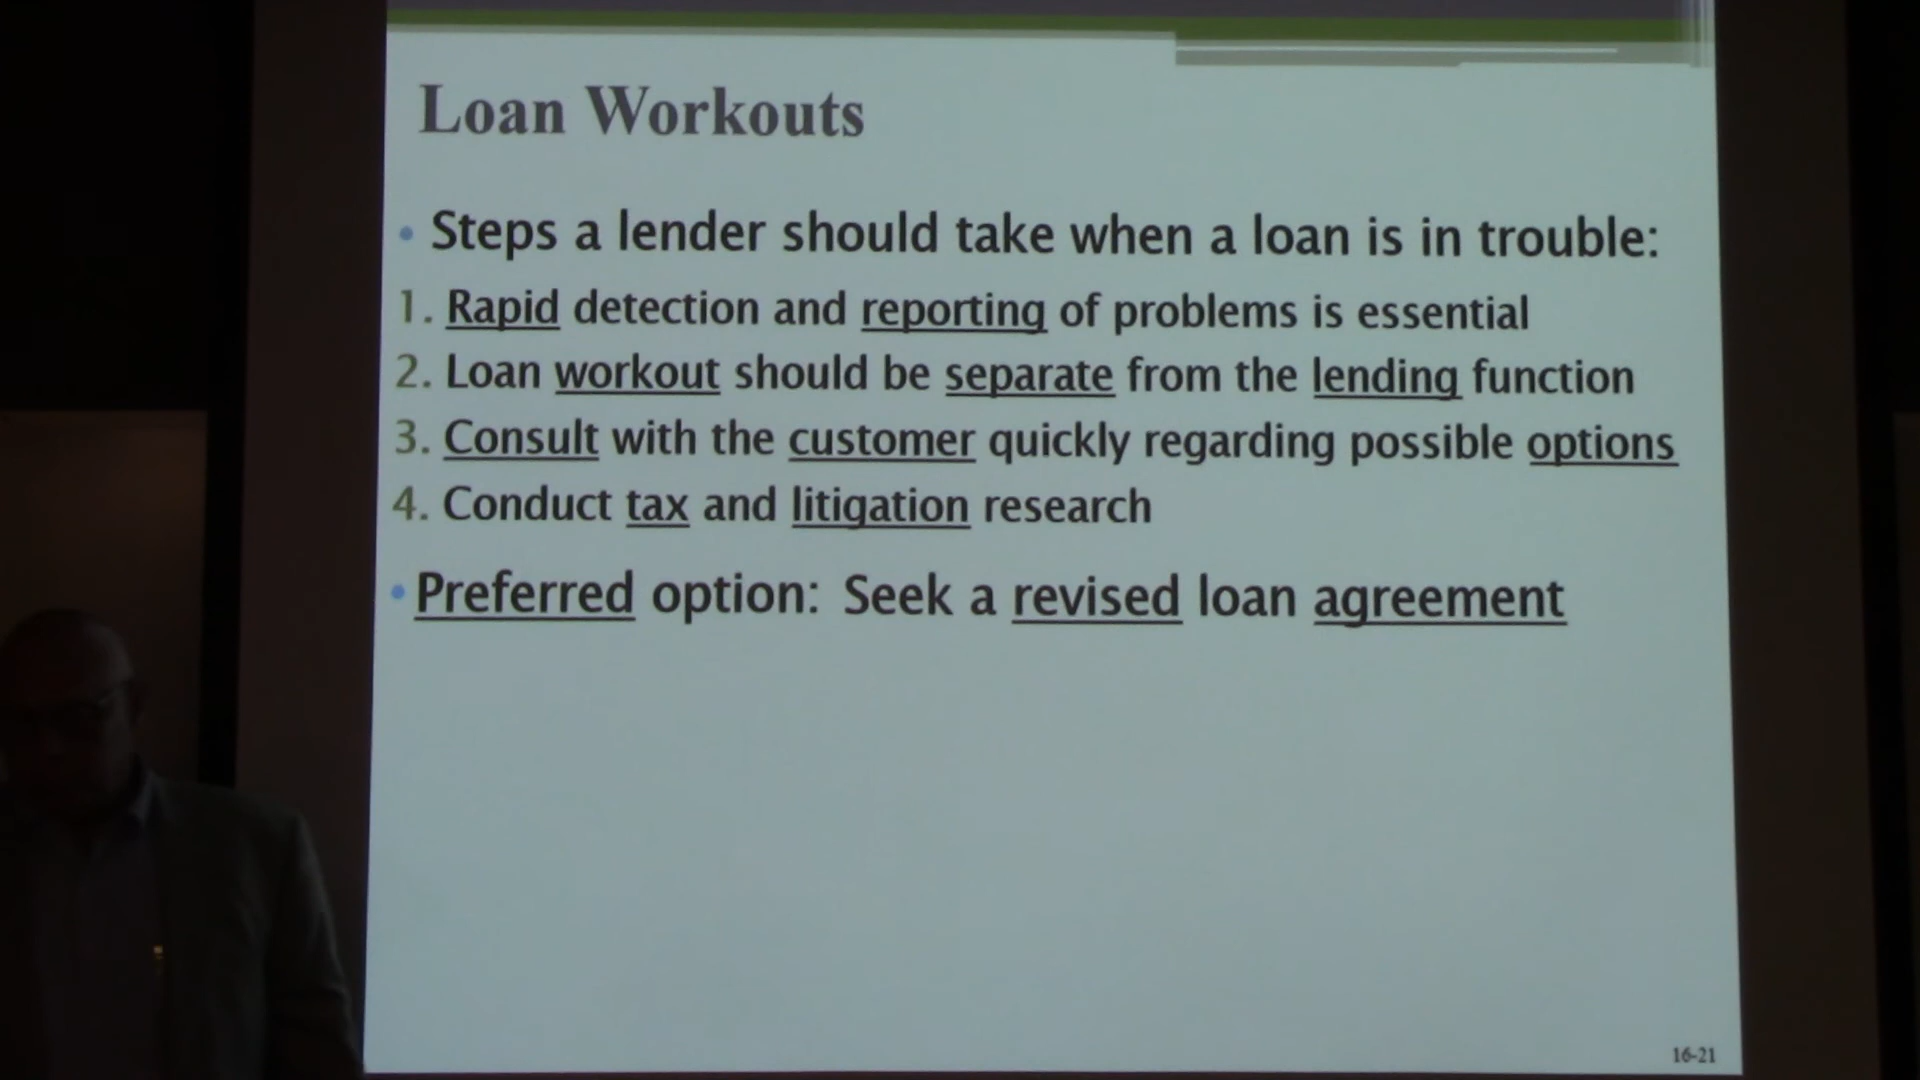 Loan Workouts
• Steps a lender should take when a loan is in trouble:
1. Rapid detection and reporting of problems is essential
2. Loan workout should be separate from the lending function
3. Consult with the customer quickly regarding possible options
4. Conduct tax and litigation research
• Preferred option: Seek a revised loan agreement
16-21